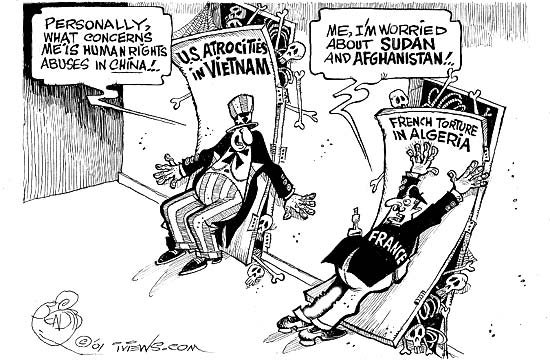 PERSONALLY,
WHAT CONCERNS
ME IS HUMAN RIGHTS
ABUSES IN CHINA!..
U.S. ATROCITIES
IN VIETNAM
ME, I'M WORRIED
ABOUT SUDAN
AND AFGHANISTAN!..
FRENCH TORTURE
IN ALGERIA
FRANCE
© '01 iVIEWS.COM